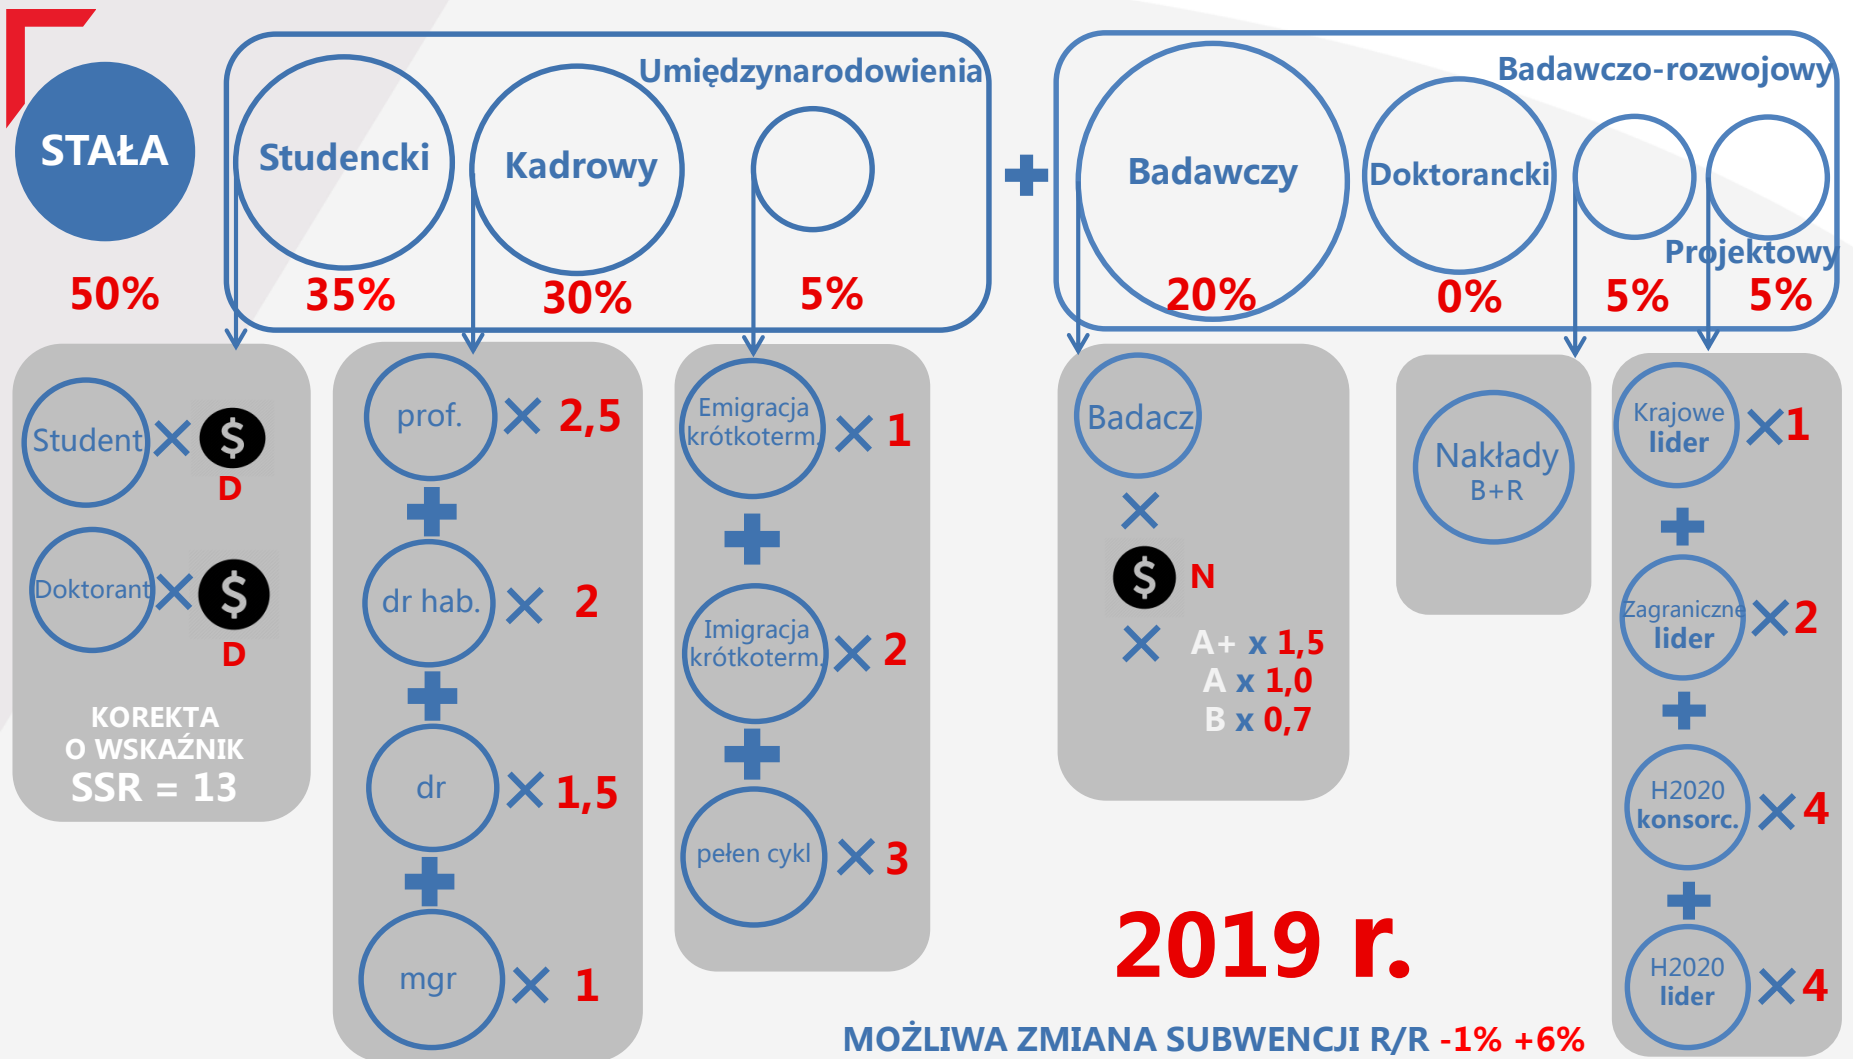 STAŁA
50%
Studencki
35%
Kadrowy
30%
Umiędzynarodowienia
5%
Badawczy
20%
Doktorancki
0%
Badawczo-rozwojowy
5%
Projektowy
5%
Student
$
D
Doktorant
$
D
KOREKTA
O WSKAŹNIK
SSR = 13
prof.
2,5
dr hab.
2
dr
1,5
mgr
1
Emigracja
krótkoterm.
1
Imigracja
krótkoterm.
2
pełen cykl
3
Badacz
$ N
A+ x 1,5
A x 1,0
B x 0,7
Nakłady
B+R
Krajowe
lider
1
Zagraniczne
lider
2
H2020
konsorc.
4
H2020
lider
4
2019 r.
MOŻLIWA ZMIANA SUBWENCJI R/R -1% +6%